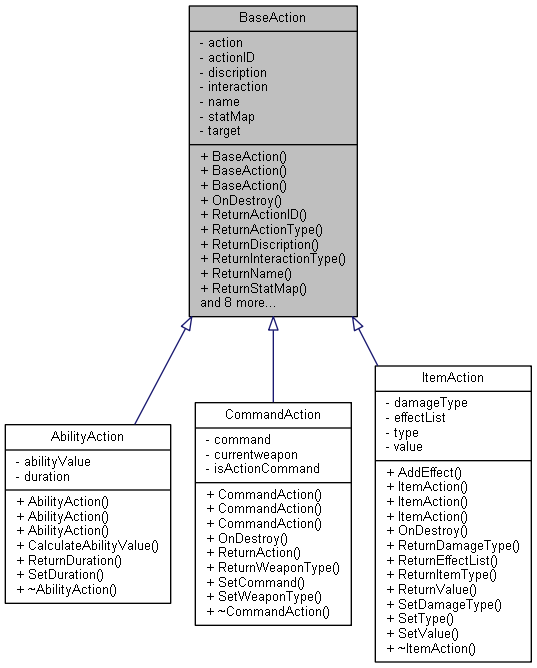 BaseAction
- action
- actionID
- discription
- interaction
- name
- statMap
- target
+ BaseAction()
+ BaseAction()
+ BaseAction()
+ OnDestroy()
+ ReturnActionID()
+ ReturnActionType()
+ ReturnDiscription()
+ ReturnInteractionType()
+ ReturnName()
+ ReturnStatMap()
and 8 more...
AbilityAction
- abilityValue
- duration
+ AbilityAction()
+ AbilityAction()
+ AbilityAction()
+ CalculateAbilityValue()
+ ReturnDuration()
+ SetDuration()
+ ~AbilityAction()
CommandAction
- command
- currentweapon
- isActionCommand
+ CommandAction()
+ CommandAction()
+ CommandAction()
+ OnDestroy()
+ ReturnAction()
+ ReturnWeaponType()
+ SetCommand()
+ SetWeaponType()
+ ~CommandAction()
ItemAction
- damageType
- effectList
- type
- value
+ AddEffect()
+ ItemAction()
+ ItemAction()
+ ItemAction()
+ OnDestroy()
+ ReturnDamageType()
+ ReturnEffectList()
+ ReturnItemType()
+ ReturnValue()
+ SetDamageType()
+ SetType()
+ SetValue()
+ ~ItemAction()